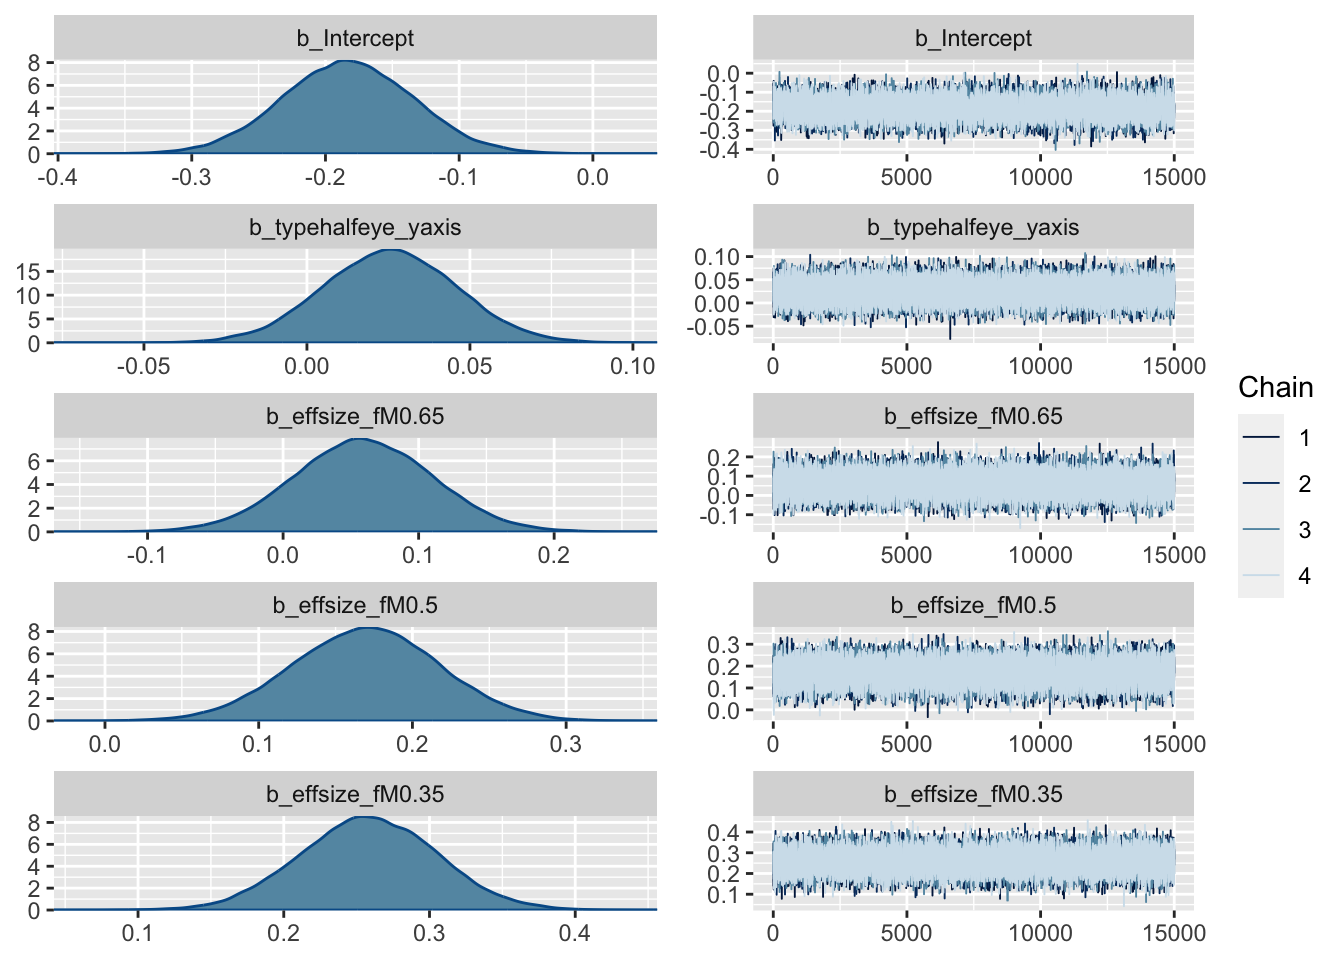 b_Intercept
8
6
4
2
0
-0.4 -0.3 -0.2 -0.1 0.0
b_Intercept
0.0
-0.1
-0.2
-0.3
-0.4
0 5000 10000 15000
b_typehalfeye_yaxis
15
10
5
0
-0.05 0.00 0.05 0.10
b_typehalfeye_yaxis
0.10
0.05
0.00
-0.05
0 5000 10000 15000
b_effsize_fM0.65
6
4
2
0
-0.1 0.0 0.1 0.2
b_effsize_fM0.65
0.2
0.1
0.0
-0.1
0 5000 10000 15000
b_effsize_fM0.5
8
6
4
2
0
0.0 0.1 0.2 0.3
b_effsize_fM0.5
0.3
0.2
0.1
0.0
0 5000 10000 15000
b_effsize_fM0.35
8
6
4
2
0
0.1 0.2 0.3 0.4
b_effsize_fM0.35
0.4
0.3
0.2
0.1
0 5000 10000 15000
Chain
1
2
3
4